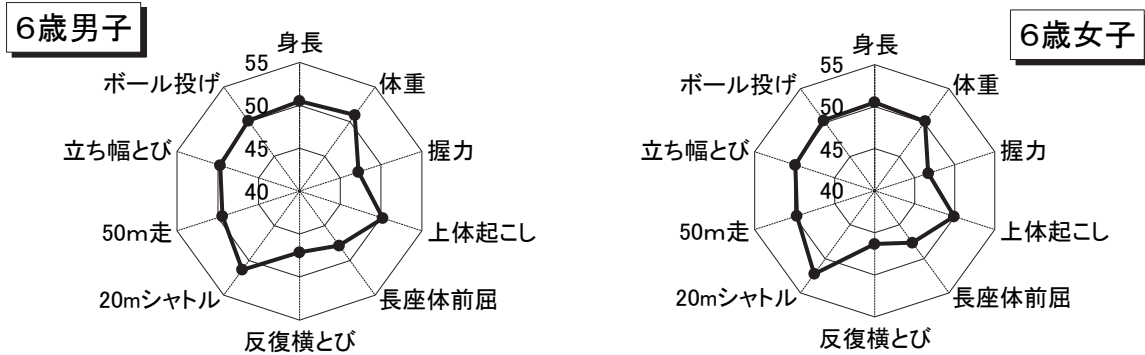 6歳男子
身長
体重
握力
上体起こし
長座体前屈
反復横とび
20mシャトル
50m走
立ち幅とび
ボール投げ
55
50
45
40
6歳女子
身長
体重
握力
上体起こし
長座体前屈
反復横とび
20mシャトル
50m走
立ち幅とび
ボール投げ
55
50
45
40